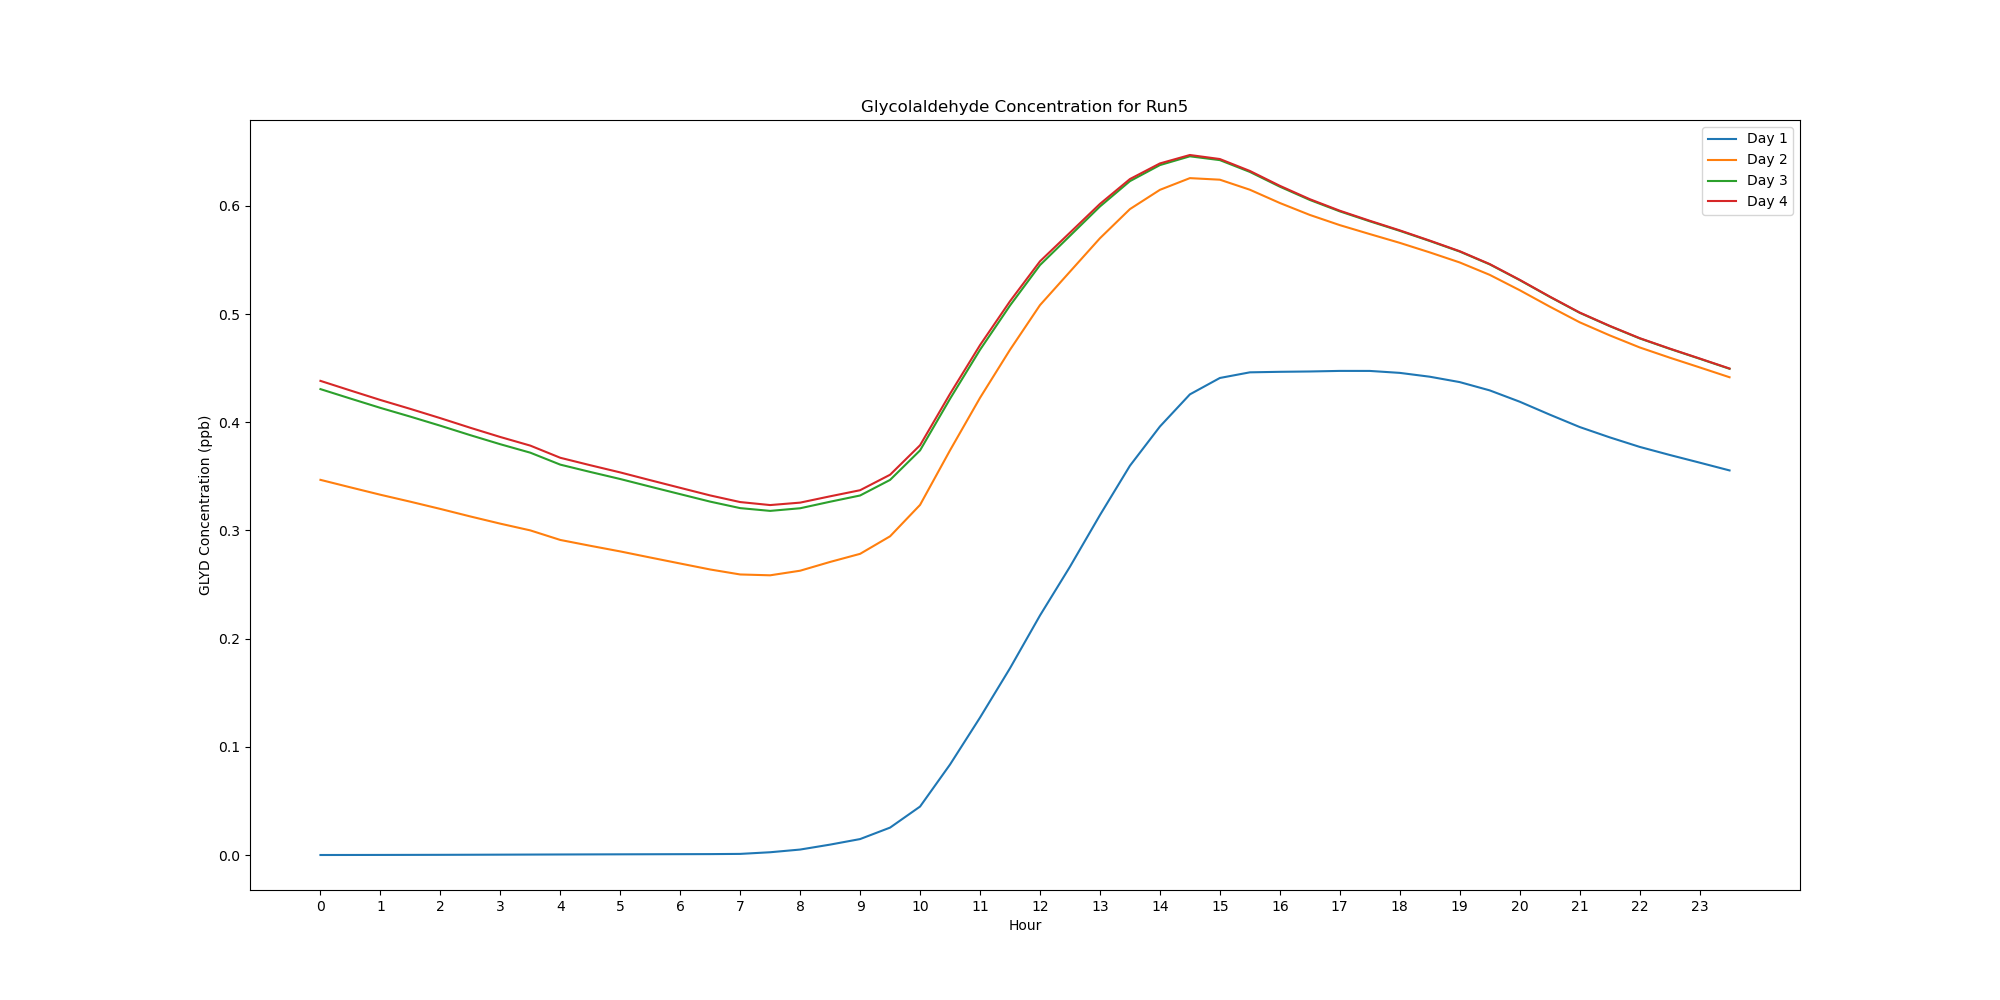 Glycolaldehyde Concentration for Run5
Day 1
Day 2
Day 3
Day 4
GLYD Concentration (ppb)
0.6
0.5
0.4
0.3
0.2
0.1
0.0
0 1 2 3 4 5 6 7 8 9 10 11 12 13 14 15 16 17 18 19 20 21 22 23
Hour